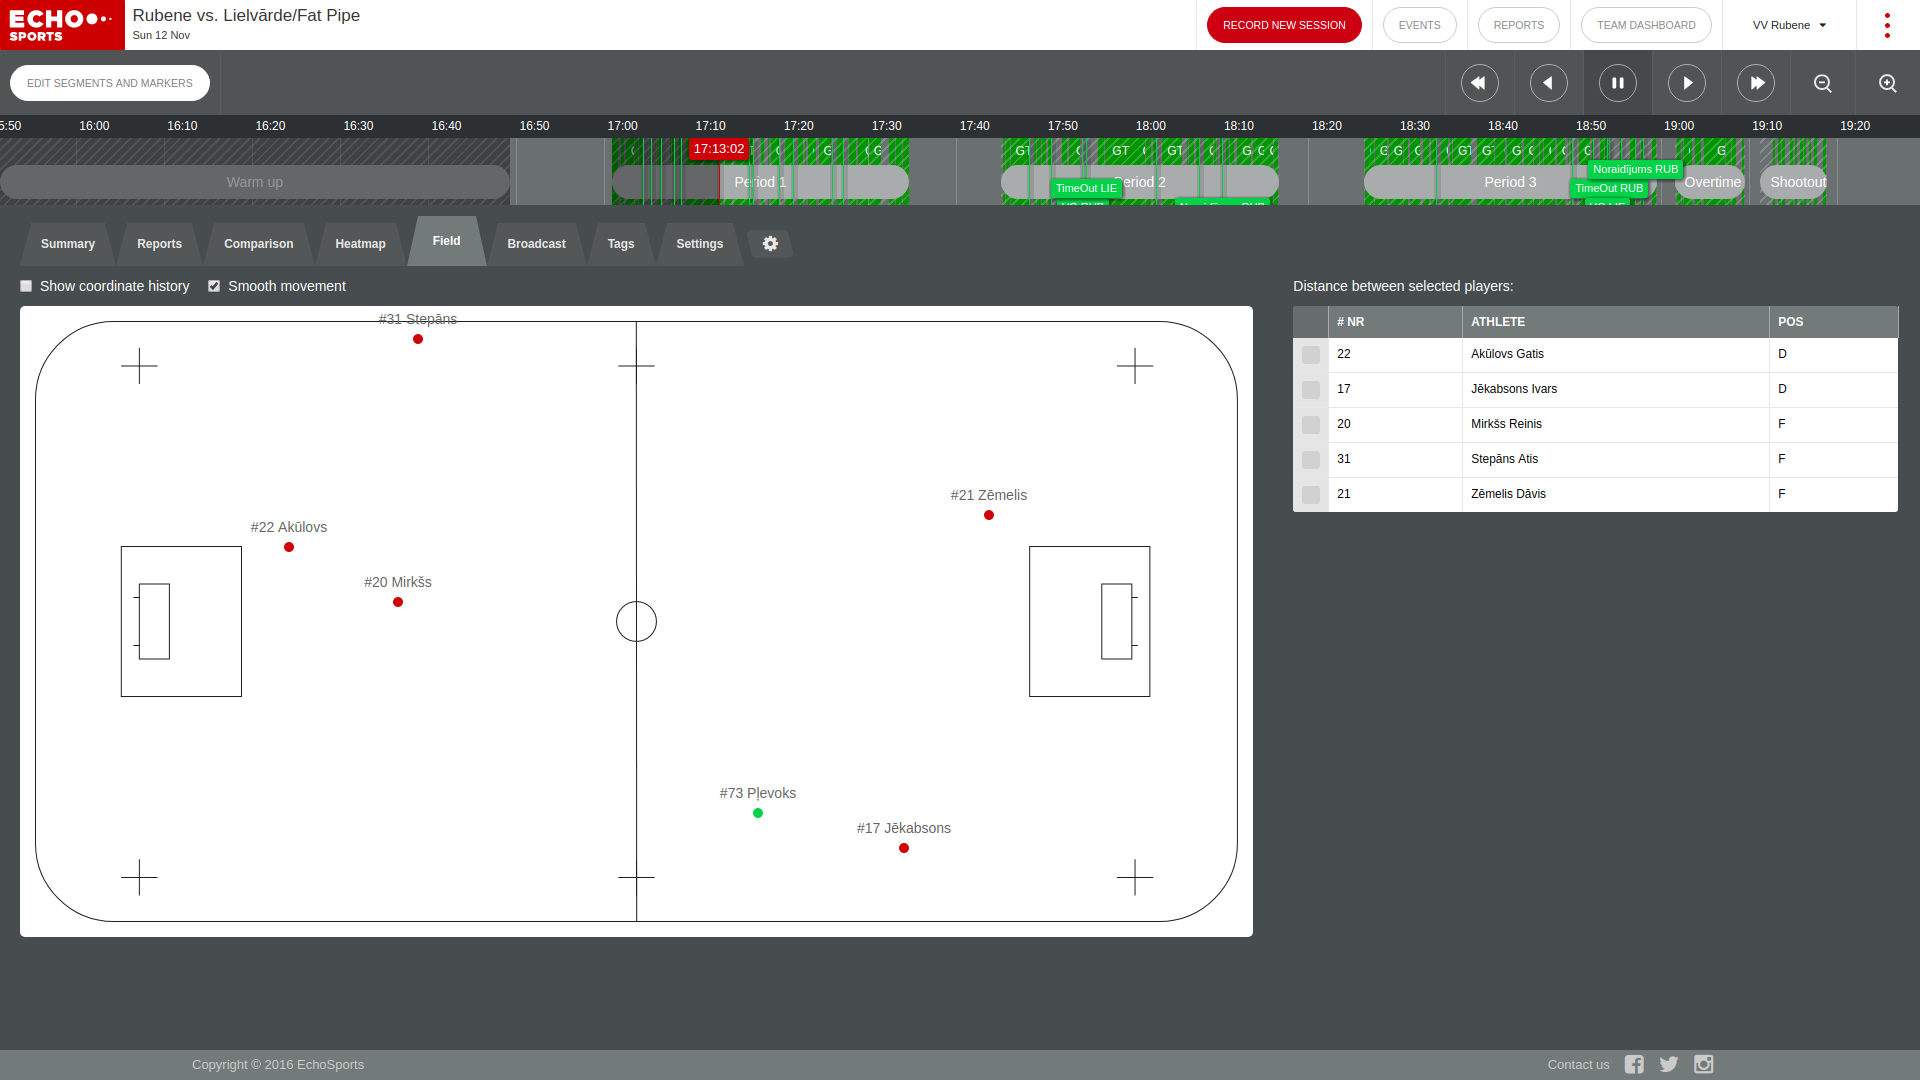 ECHO
SPORTS
Rubene vs. Lielvārde/Fat Pipe
Sun 12 Nov
RECORD NEW SESSION
EVENTS
REPORTS
TEAM DASHBOARD
VV Rubene
EDIT SEGMENTS AND MARKERS
5:50 16:00 16:10 16:20 16:30 16:40 16:50 17:00 17:10 17:20 17:30 17:40 17:50 18:00 18:10 18:20 18:30 18:40 18:50 19:00 19:10 19:20
17:13:02
G G GT GT GT G G G G GT G G G
Noraidījums RUB
Warm up
Period 1
Period 2
Period 3
Overtime
Shootout
TimeOut LIE
TimeOut RUB
Summary
Reports
Comparison
Heatmap
Field
Broadcast
Tags
Settings
Show coordinate history
Smooth movement
Distance between selected players:
#31 Stepāns
#21 Zēmelis
#22 Akūlovs
#20 Mirkšs
#73 Pļevoks
#17 Jēkabsons
# NR ATHLETE POS
22 Akūlovs Gatis D
17 Jēkabsons Ivars D
20 Mirkšs Reinis F
31 Stepāns Atis F
21 Zēmelis Dāvis F
Copyright © 2016 EchoSports
Contact us